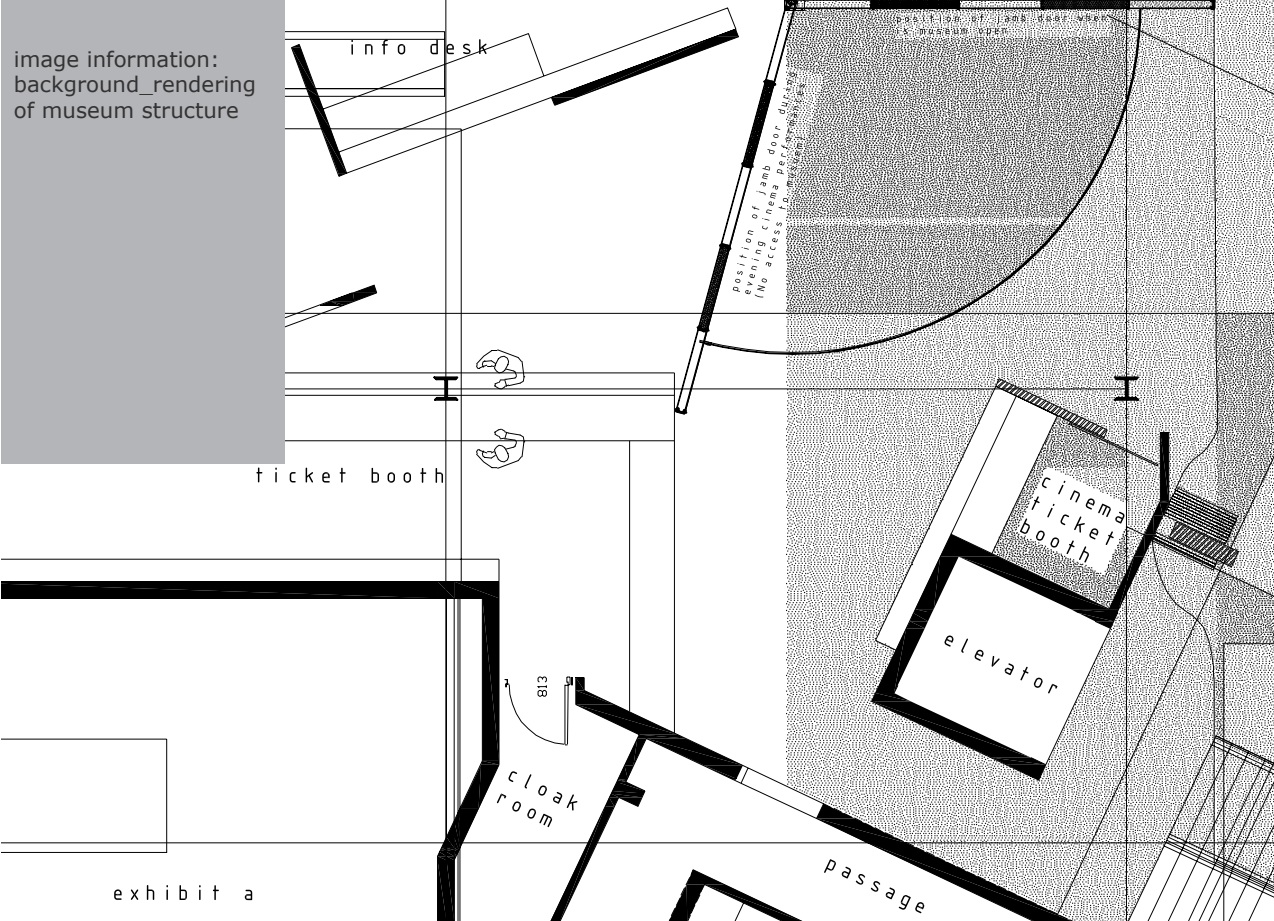 image information:
background_rendering
of museum structure
info desk
position of jamb door when
is museum open
position of jamb door during
evening cinema performances
(No access to museum)
ticket booth
cinema
ticket
booth
elevator
813
cloak
room
passage
exhibit a